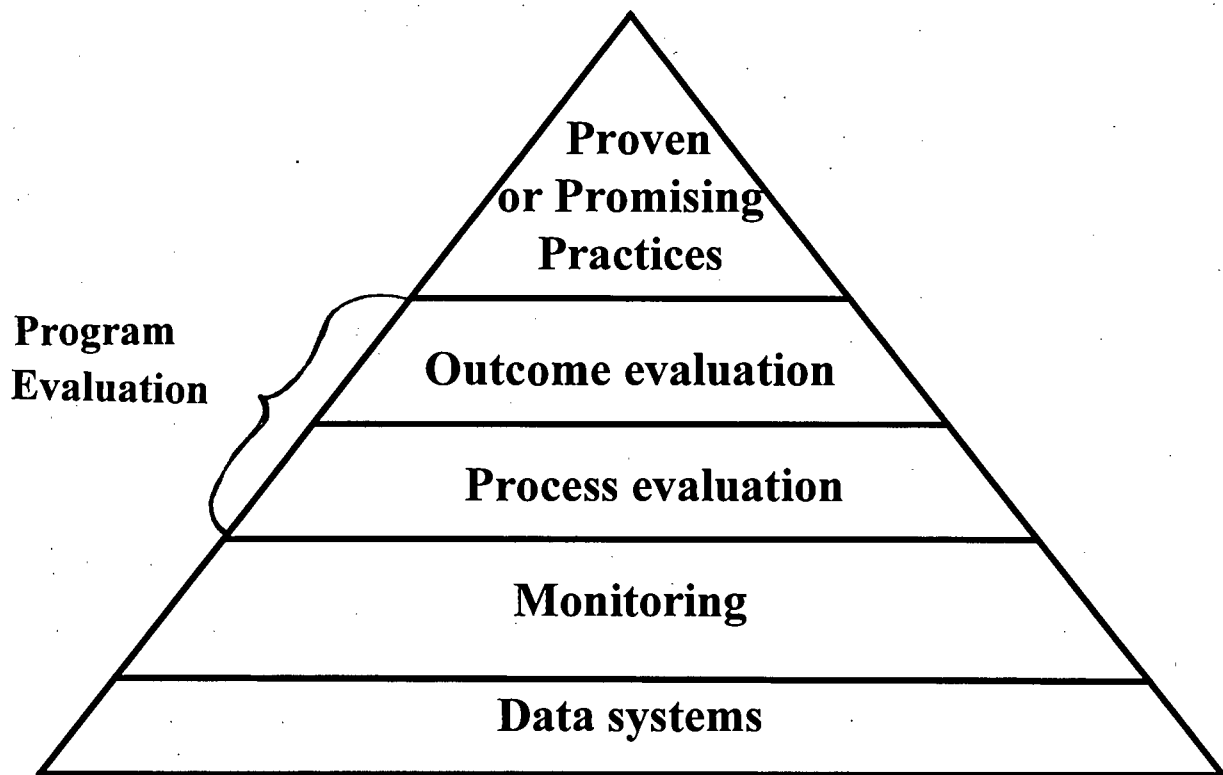 Proven
or Promising
Practices
Program
Evaluation
Outcome evaluation
Process evaluation
Monitoring
Data systems